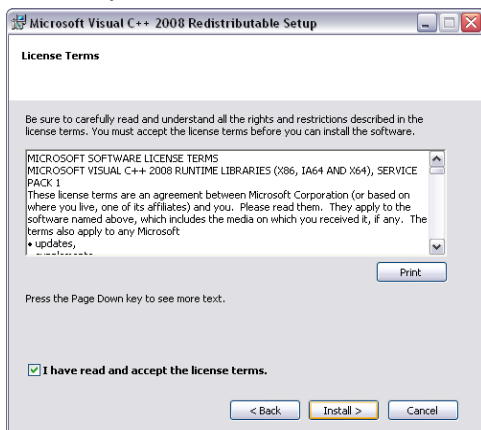 Microsoft Visual C++ 2008 Redistributable Setup
License Terms
Be sure to carefully read and understand all the rights and restrictions described in the
license terms. You must accept the license terms before you can install the software.
MICROSOFT SOFTWARE LICENSE TERMS
MICROSOFT VISUAL C++ 2008 RUNTIME LIBRARIES (X86, IA64 AND X64), SERVICE
PACK 1
These license terms are an agreement between Microsoft Corporation (or based on
where you live, one of its affiliates) and you. Please read them. They apply to the
software named above, which includes the media on which you received it, if any. The
terms also apply to any Microsoft
• updates,
Print
Press the Page Down key to see more text.
I have read and accept the license terms.
< Back
Install >
Cancel